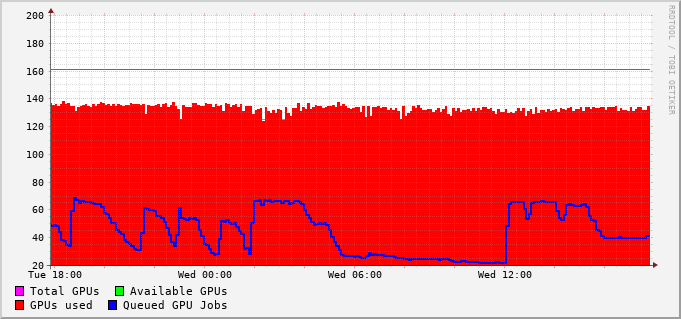 200
180
160
140
120
100
80
60
40
20
Tue 18:00 Wed 00:00 Wed 06:00 Wed 12:00
Total GPUs Available GPUs
GPUs used Queued GPU Jobs
RRDTOOL / TOBI OETIKER